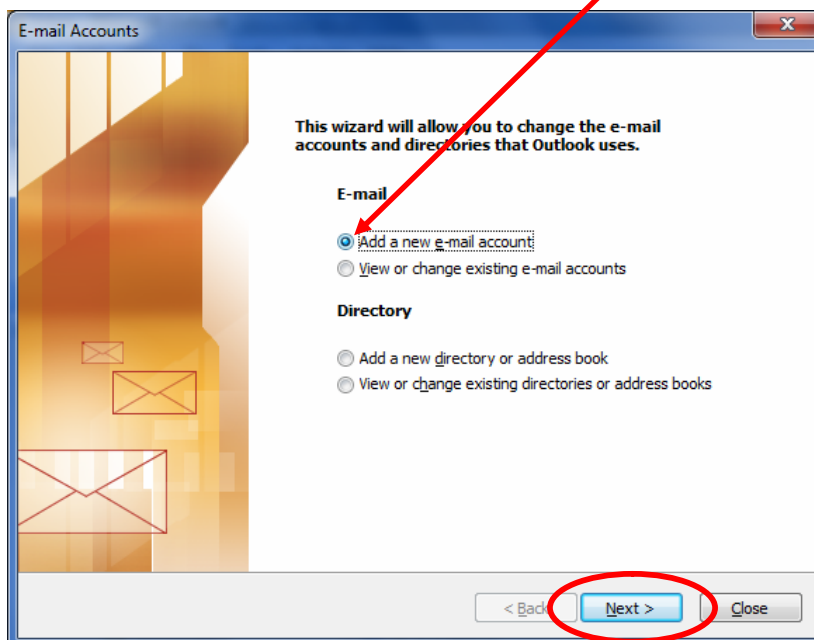 E-mail Accounts
This wizard will allow you to change the e-mail
accounts and directories that Outlook uses.
E-mail
Add a new e-mail account
View or change existing e-mail accounts
Directory
Add a new directory or address book
View or change existing directories or address books
< Back Next > Close